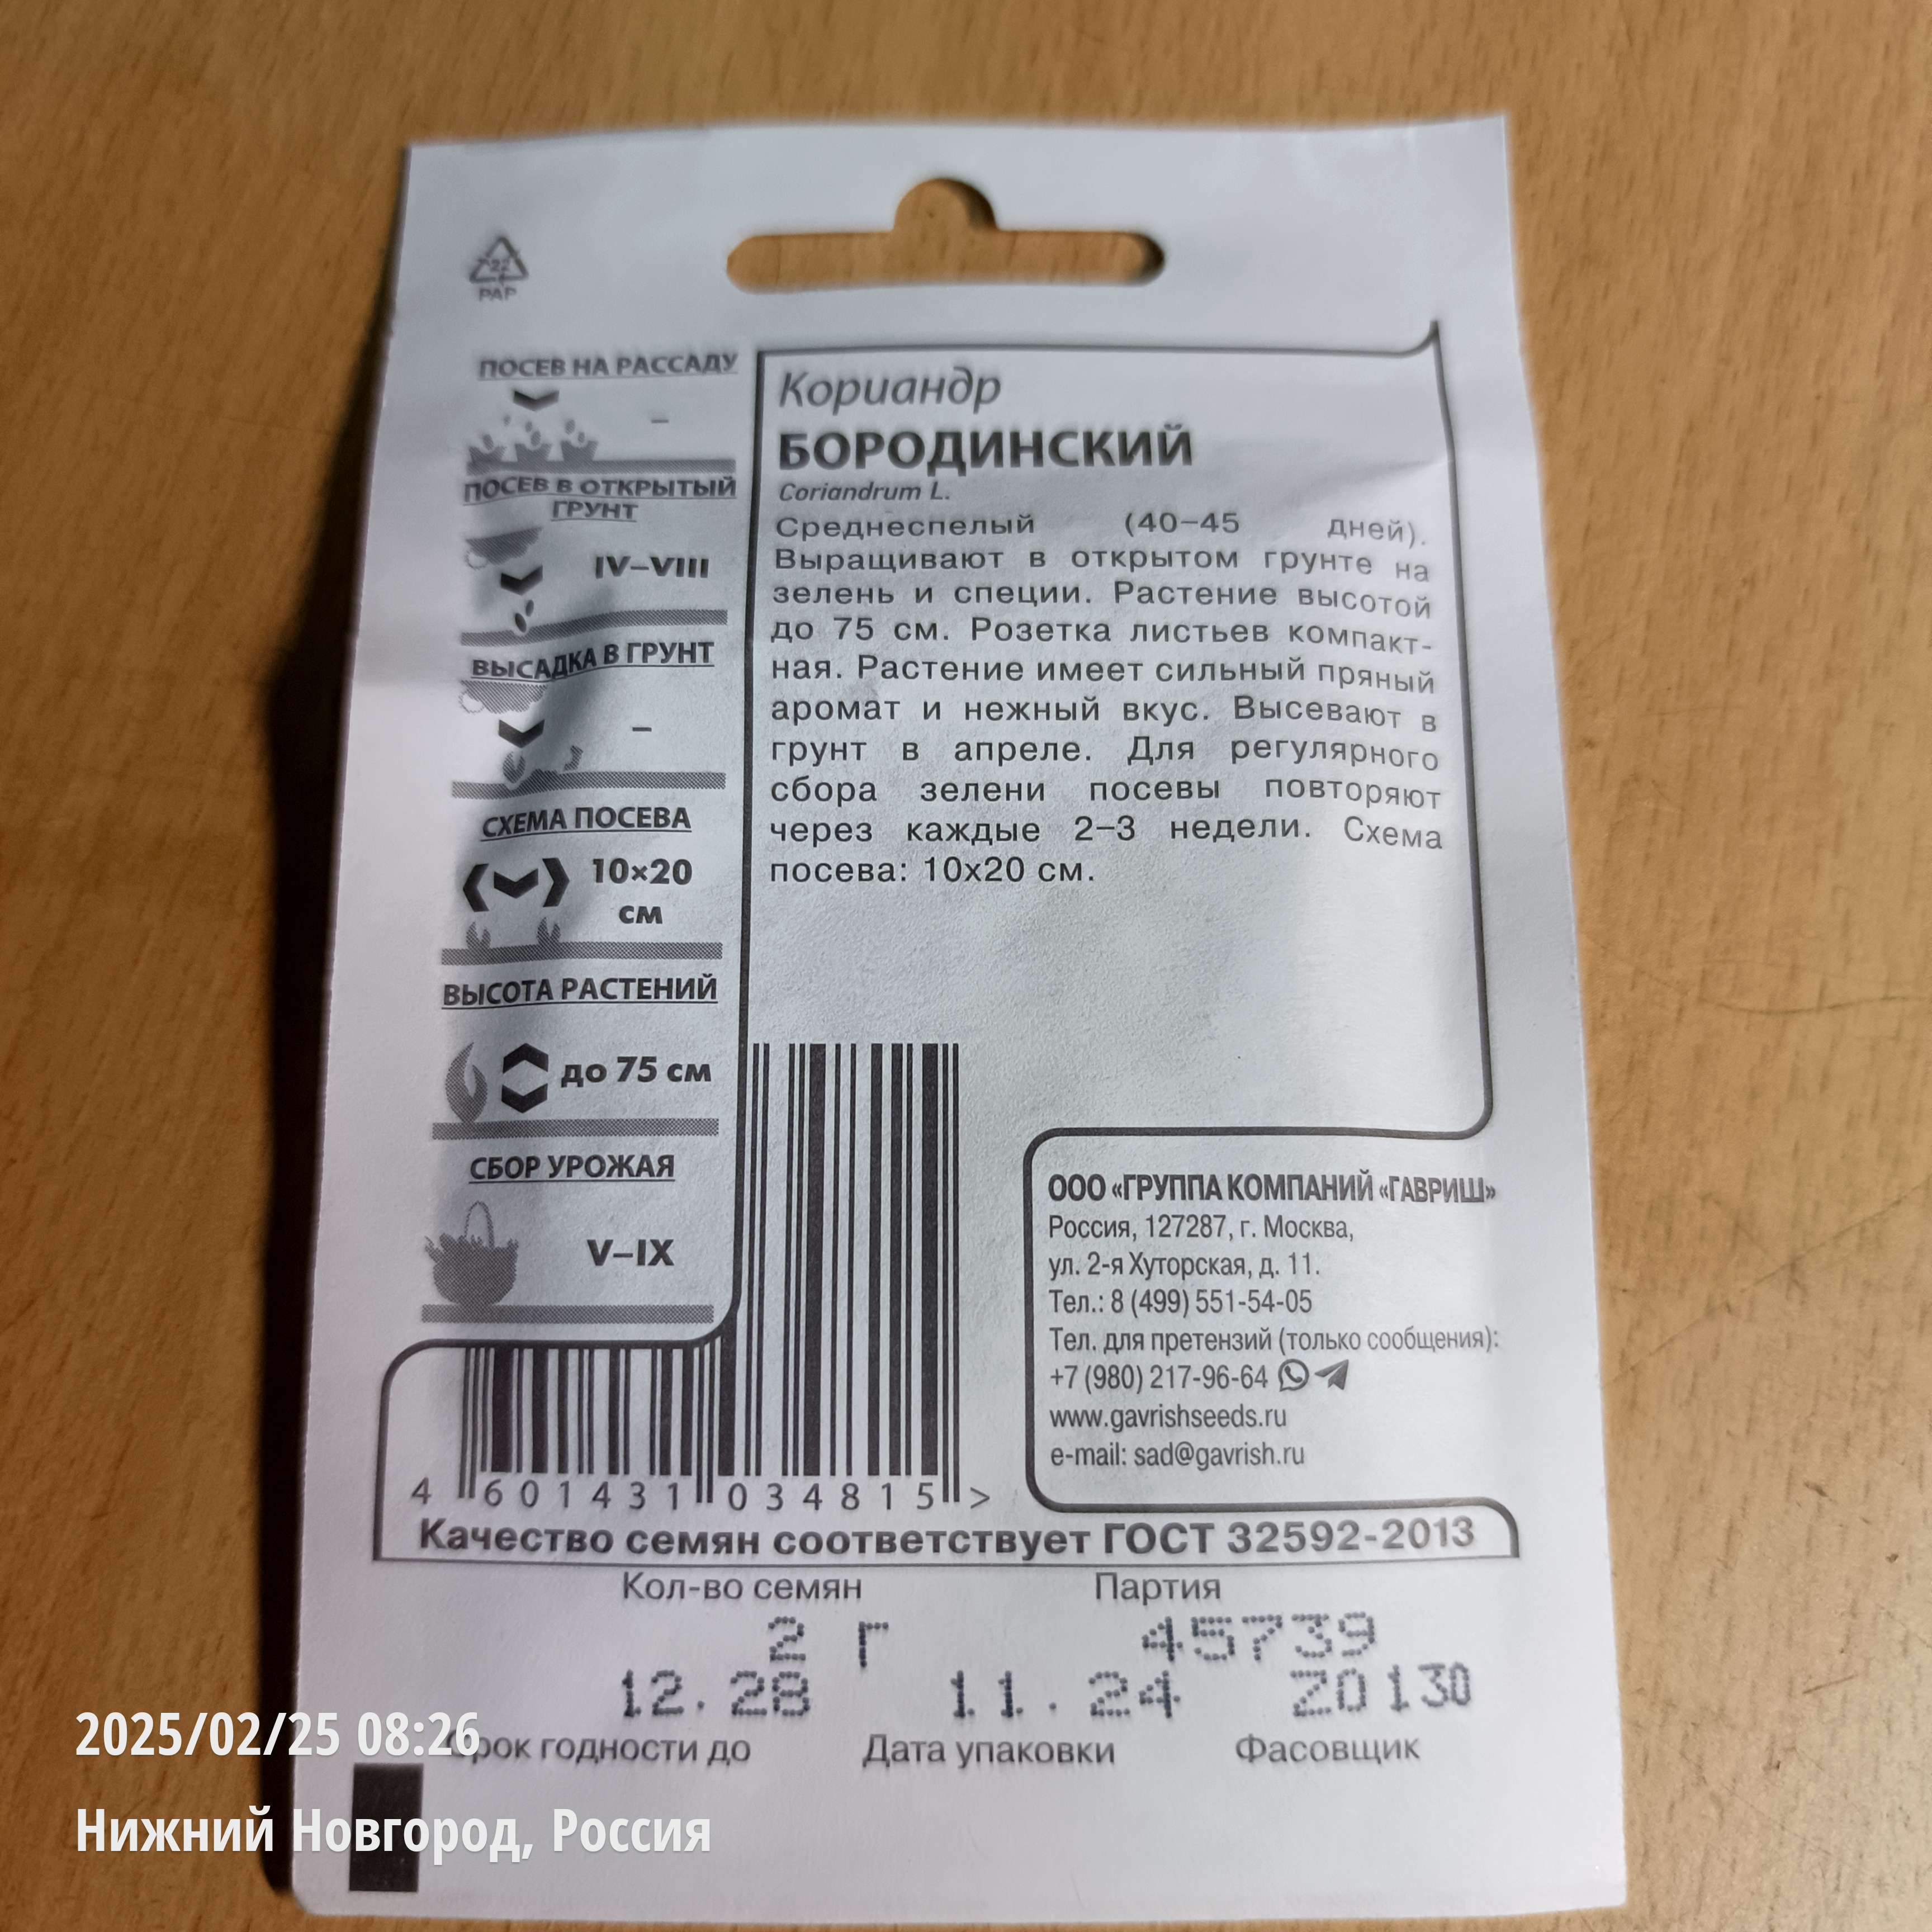 22
PAP
ПОСЕВ НА РАССАДУ
–
ПОСЕВ В ОТКРЫТЫЙ
ГРУНТ
IV–VIII
ВЫСАДКА В ГРУНТ
–
СХЕМА ПОСЕВА
10×20
см
ВЫСОТА РАСТЕНИЙ
до 75 см
СБОР УРОЖАЯ
V–IX
Кориандр
БОРОДИНСКИЙ
Coriandrum L.
Среднеспелый (40–45 дней).
Выращивают в открытом грунте на
зелень и специи. Растение высотой
до 75 см. Розетка листьев компакт-
ная. Растение имеет сильный пряный
аромат и нежный вкус. Высевают в
грунт в апреле. Для регулярного
сбора зелени посевы повторяют
через каждые 2–3 недели. Схема
посева: 10х20 см.
ООО «ГРУППА КОМПАНИЙ «ГАВРИШ»
Россия, 127287, г. Москва,
ул. 2-я Хуторская, д. 11.
Тел.: 8 (499) 551-54-05
Тел. для претензий (только сообщения):
+7 (980) 217-96-64
www.gavrishseeds.ru
e-mail: sad@gavrish.ru
4 601431 034815 >
Качество семян соответствует ГОСТ 32592-2013
Кол-во семян Партия
2 г 45739
12.28 11.24 Z0130
Срок годности до Дата упаковки Фасовщик
2025/02/25 08:26
Нижний Новгород, Россия